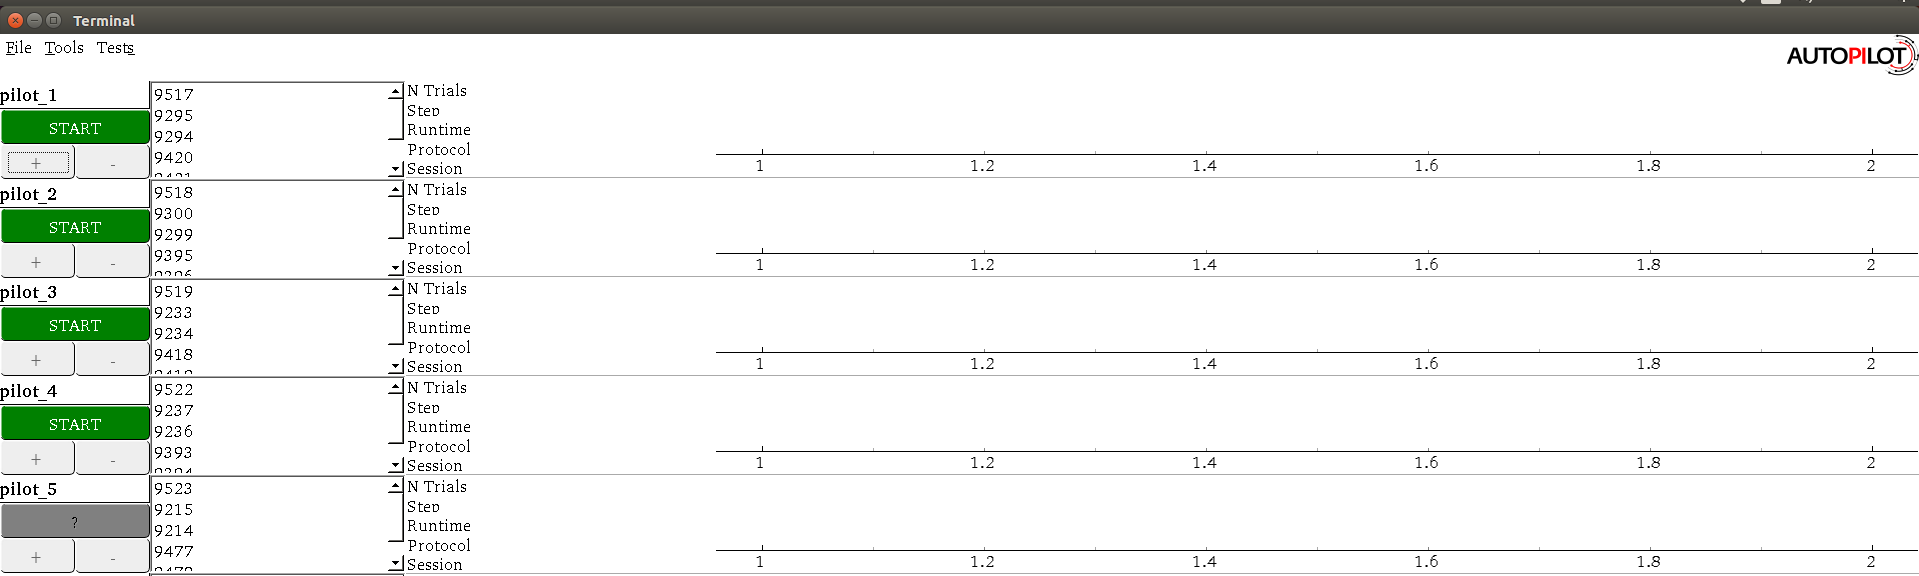 Terminal
File Tools Tests
AUTOPILOT
pilot_1
START
+ -
9517
9295
9294
9420
N Trials
Step
Runtime
Protocol
Session
1 1.2 1.4 1.6 1.8 2
pilot_2
START
+ -
9518
9300
9299
9395
N Trials
Step
Runtime
Protocol
Session
1 1.2 1.4 1.6 1.8 2
pilot_3
START
+ -
9519
9233
9234
9418
N Trials
Step
Runtime
Protocol
Session
1 1.2 1.4 1.6 1.8 2
pilot_4
START
+ -
9522
9237
9236
9393
N Trials
Step
Runtime
Protocol
Session
1 1.2 1.4 1.6 1.8 2
pilot_5
?
+ -
9523
9215
9214
9477
N Trials
Step
Runtime
Protocol
Session
1 1.2 1.4 1.6 1.8 2